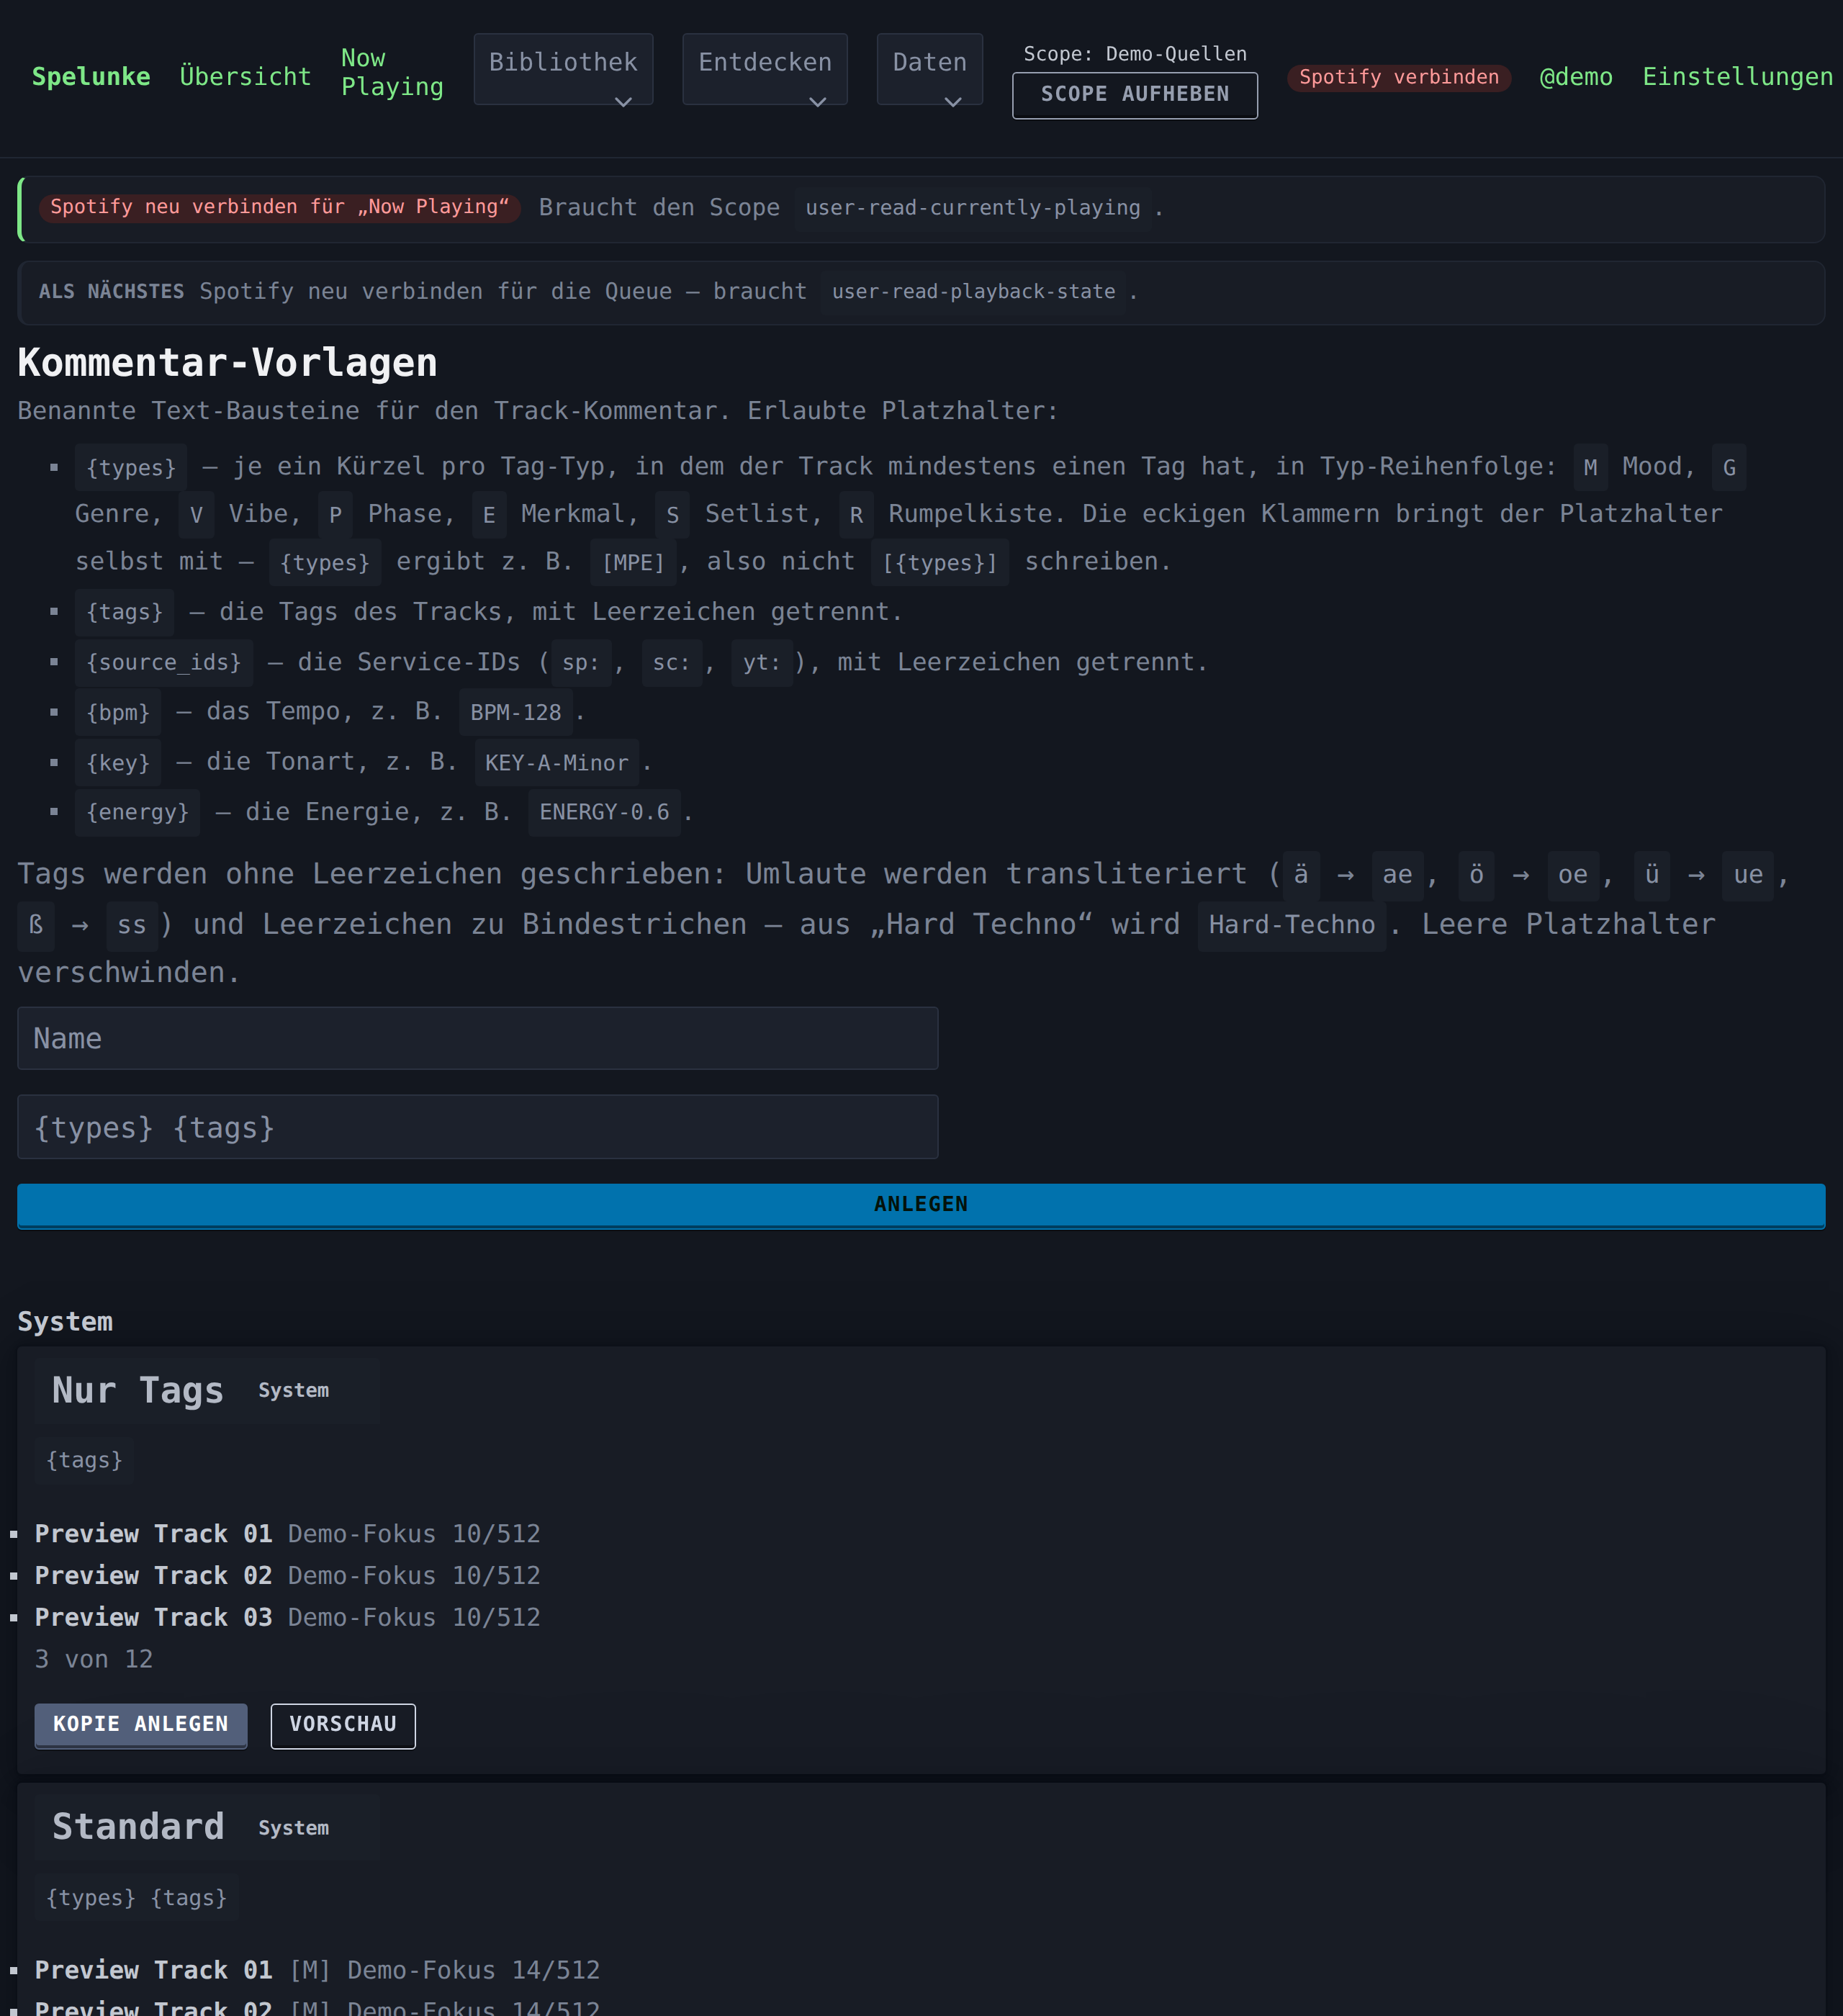 Spelunke Übersicht Now Playing Bibliothek Entdecken Daten Scope: Demo-Quellen SCOPE AUFHEBEN Spotify verbinden @demo Einstellungen
Spotify neu verbinden für „Now Playing“ Braucht den Scope user-read-currently-playing.
ALS NÄCHSTES Spotify neu verbinden für die Queue — braucht user-read-playback-state.
Kommentar-Vorlagen
Benannte Text-Bausteine für den Track-Kommentar. Erlaubte Platzhalter:
{types} — je ein Kürzel pro Tag-Typ, in dem der Track mindestens einen Tag hat, in Typ-Reihenfolge: M Mood, G
Genre, V Vibe, P Phase, E Merkmal, S Setlist, R Rumpelkiste. Die eckigen Klammern bringt der Platzhalter
selbst mit — {types} ergibt z. B. [MPE], also nicht [{types}] schreiben.
{tags} — die Tags des Tracks, mit Leerzeichen getrennt.
{source_ids} — die Service-IDs (sp:, sc:, yt:), mit Leerzeichen getrennt.
{bpm} — das Tempo, z. B. BPM-128.
{key} — die Tonart, z. B. KEY-A-Minor.
{energy} — die Energie, z. B. ENERGY-0.6.
Tags werden ohne Leerzeichen geschrieben: Umlaute werden transliteriert (ä → ae, ö → oe, ü → ue,
ß → ss) und Leerzeichen zu Bindestrichen — aus „Hard Techno“ wird Hard-Techno. Leere Platzhalter
verschwinden.
Name
{types} {tags}
ANLEGEN
System
Nur Tags System
{tags}
Preview Track 01 Demo-Fokus 10/512
Preview Track 02 Demo-Fokus 10/512
Preview Track 03 Demo-Fokus 10/512
3 von 12
KOPIE ANLEGEN VORSCHAU
Standard System
{types} {tags}
Preview Track 01 [M] Demo-Fokus 14/512
Preview Track 02 [M] Demo-Fokus 14/512